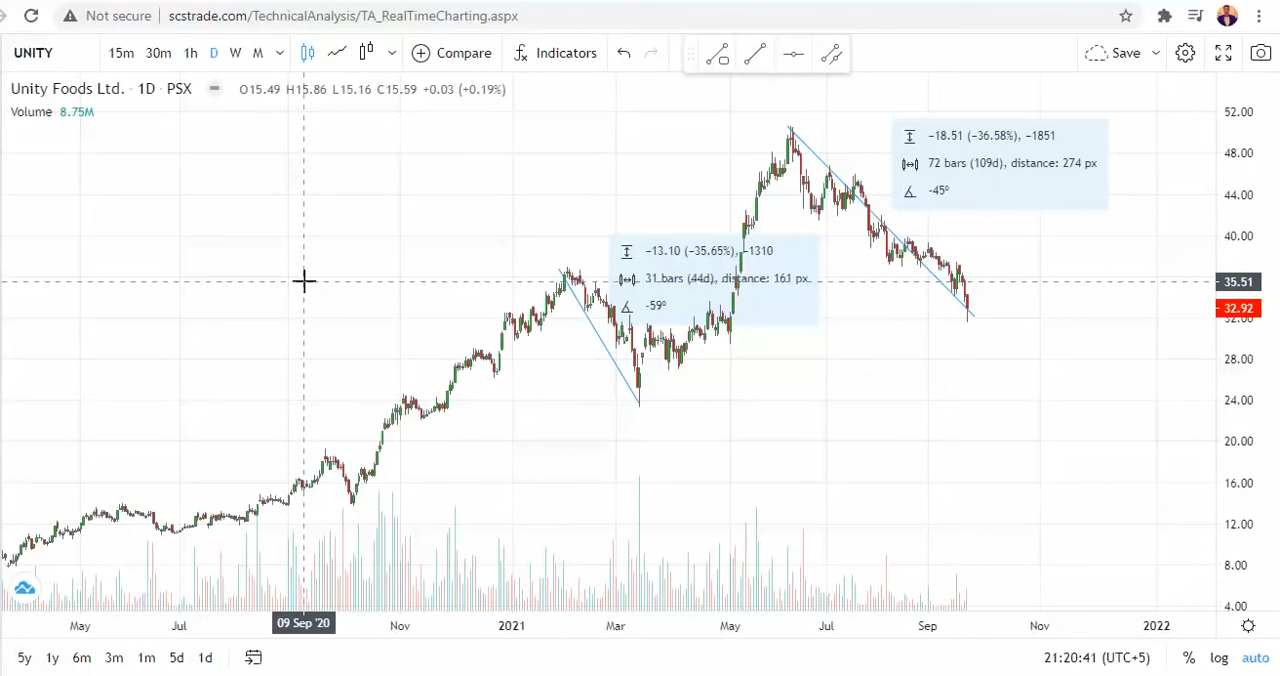 Not secure | scstrade.com/TechnicalAnalysis/TA_RealTimeCharting.aspx
UNITY 15m 30m 1h D W M Compare Indicators Save
Unity Foods Ltd. · 1D · PSX O15.49 H15.86 L15.16 C15.59 +0.03 (+0.19%)
Volume 8.75M
−18.51 (−36.58%), −1851
72 bars (109d), distance: 274 px
-45º
−13.10 (−35.65%), −1310
31 bars (44d), distance: 161 px
-59º
52.00
48.00
44.00
40.00
35.51
32.92
32.00
28.00
24.00
20.00
16.00
12.00
8.00
4.00
May Jul 09 Sep '20 Nov 2021 Mar May Jul Sep Nov 2022
5y 1y 6m 3m 1m 5d 1d 21:20:41 (UTC+5) % log auto